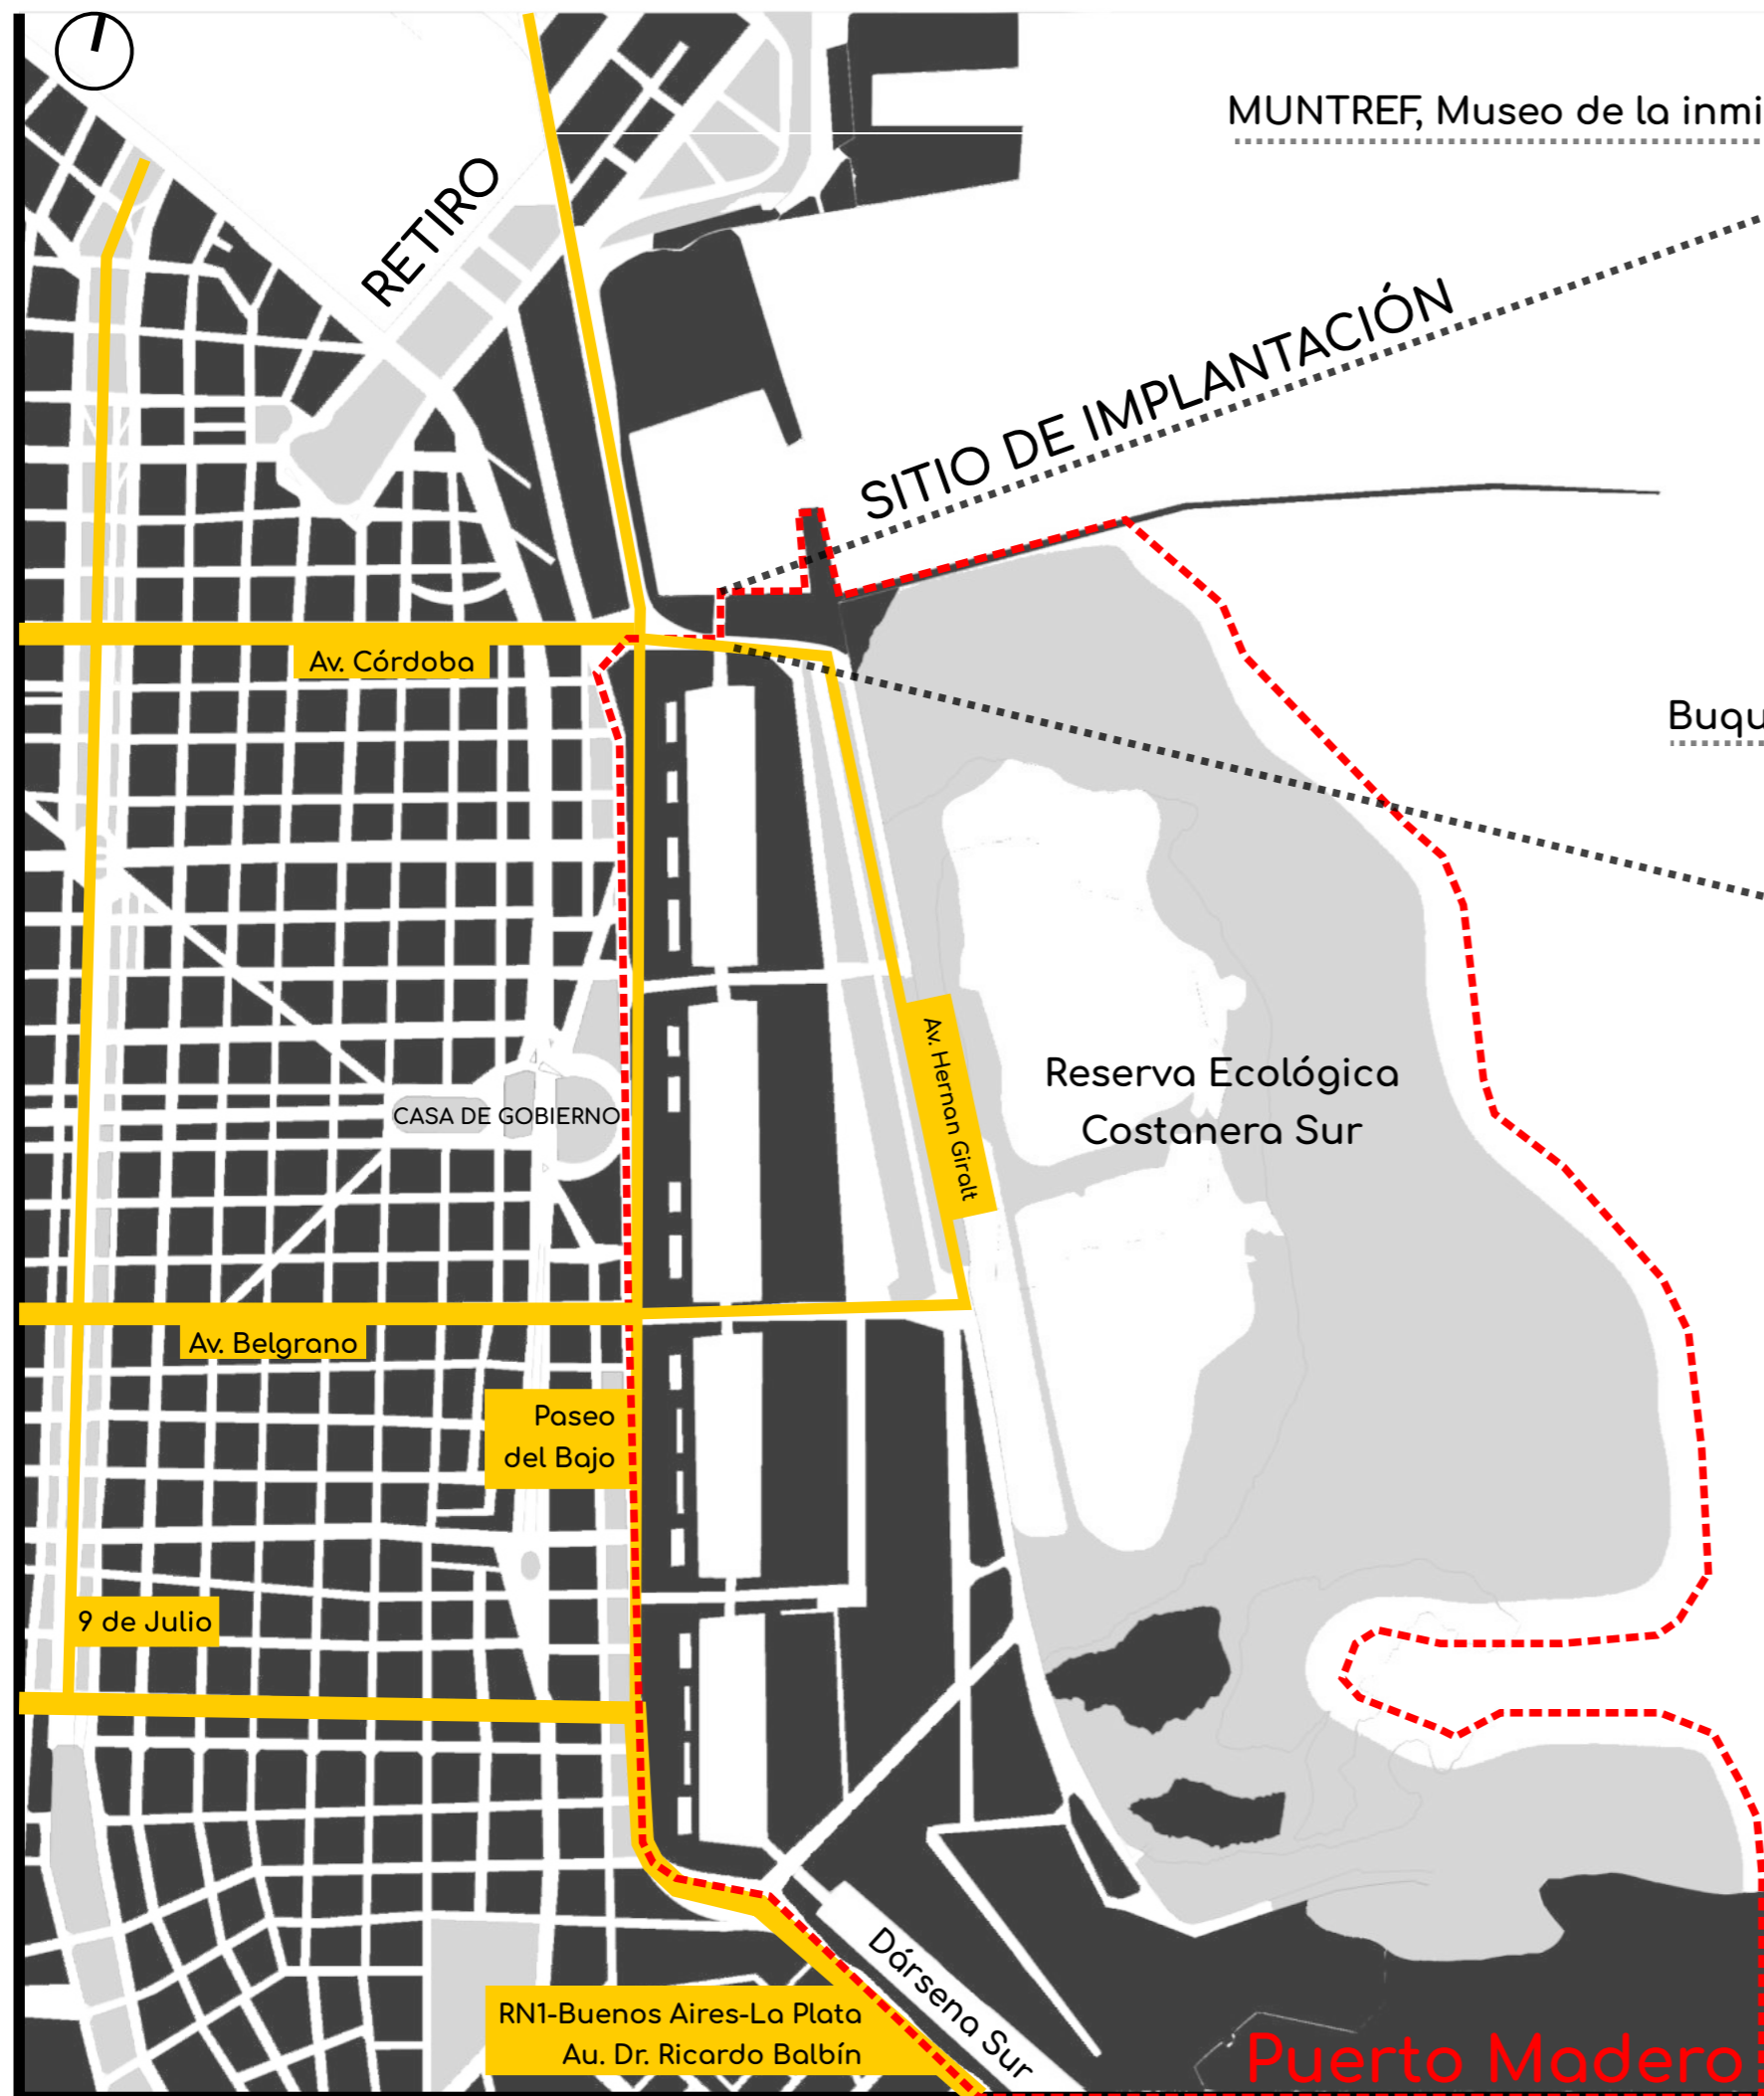 MUNTREF, Museo de la inmi
RETIRO
SITIO DE IMPLANTACIÓN
Av. Córdoba
Buqu
Av. Hernan Giralt
Reserva Ecológica
Costanera Sur
CASA DE GOBIERNO
Av. Belgrano
Paseo
del Bajo
9 de Julio
Dársena Sur
RN1-Buenos Aires-La Plata
Au. Dr. Ricardo Balbín
Puerto Madero